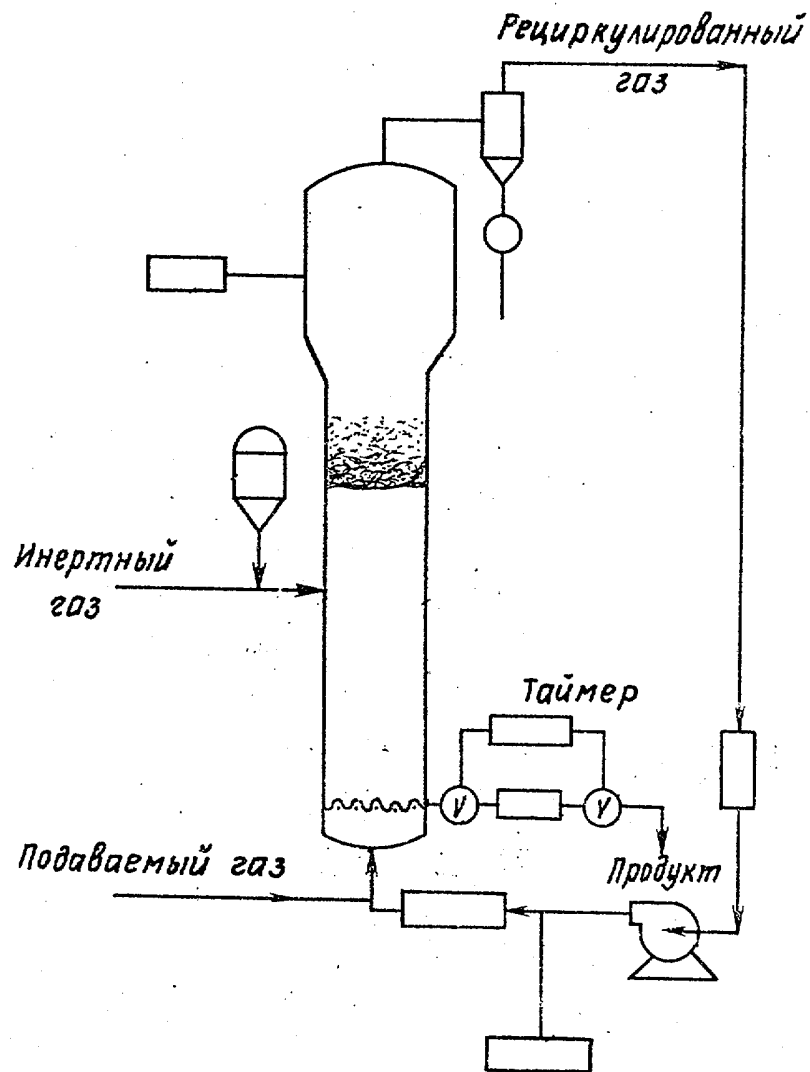 Рециркулированный
газ
Инертный
газ
Таймер
V
V
Подаваемый газ
Продукт